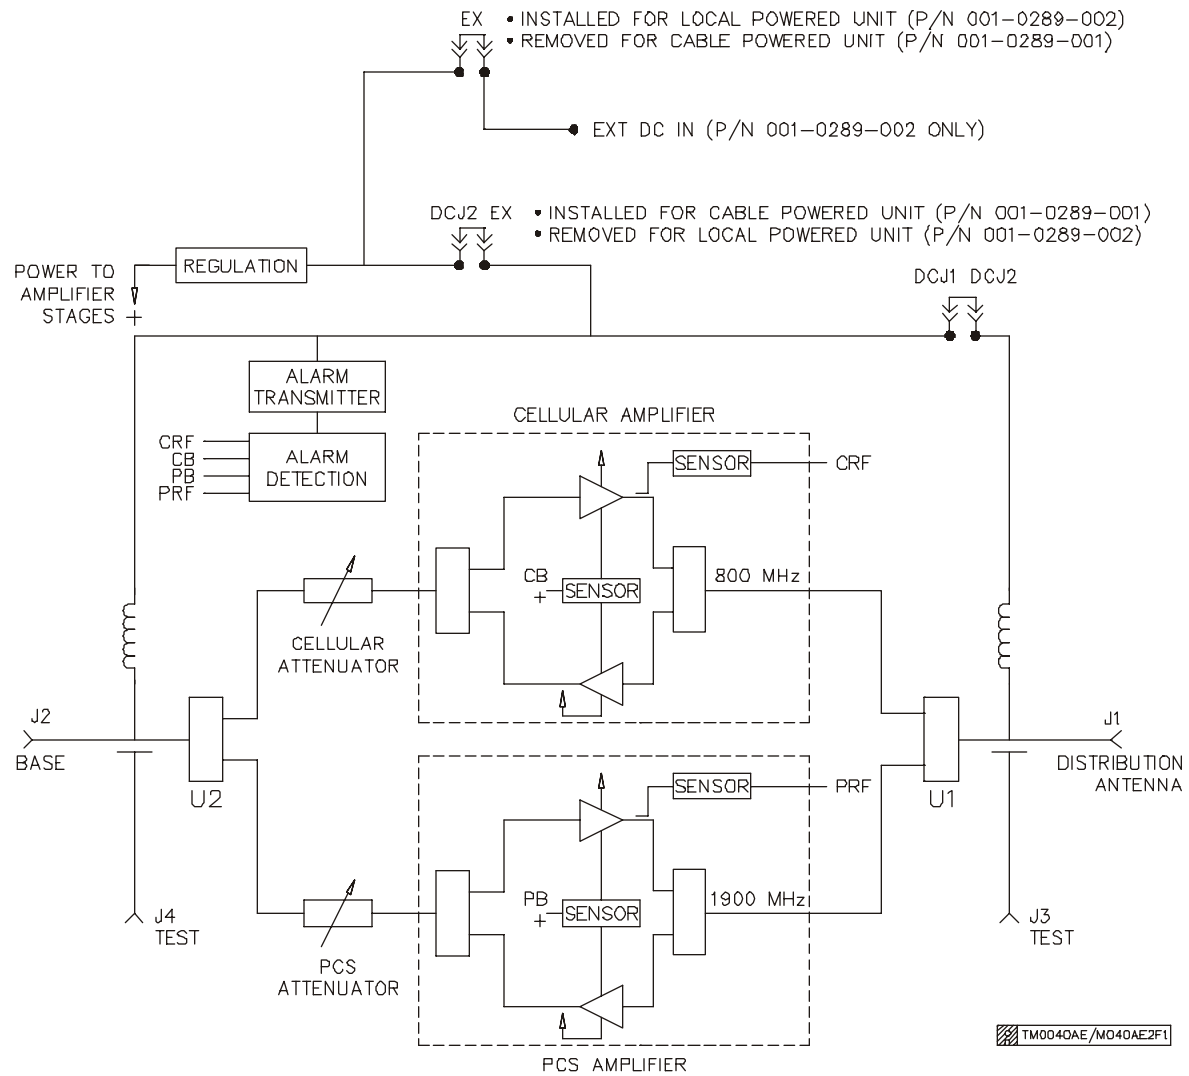 EX • INSTALLED FOR LOCAL POWERED UNIT (P/N 001-0289-002)
• REMOVED FOR CABLE POWERED UNIT (P/N 001-0289-001)
EXT DC IN (P/N 001-0289-002 ONLY)
DCJ2 EX • INSTALLED FOR CABLE POWERED UNIT (P/N 001-0289-001)
• REMOVED FOR LOCAL POWERED UNIT (P/N 001-0289-002)
REGULATION
POWER TO
AMPLIFIER
STAGES +
DCJ1 DCJ2
ALARM
TRANSMITTER
CRF
CB
PB
PRF
ALARM
DETECTION
CELLULAR AMPLIFIER
SENSOR
CRF
CB
+
SENSOR
800 MHz
CELLULAR
ATTENUATOR
J2
BASE
U2
J1
DISTRIBUTION
ANTENNA
U1
SENSOR
PRF
PB
+
SENSOR
1900 MHz
J4
TEST
J3
TEST
PCS
ATTENUATOR
PCS AMPLIFIER
TM0040AE/M040AE2F1